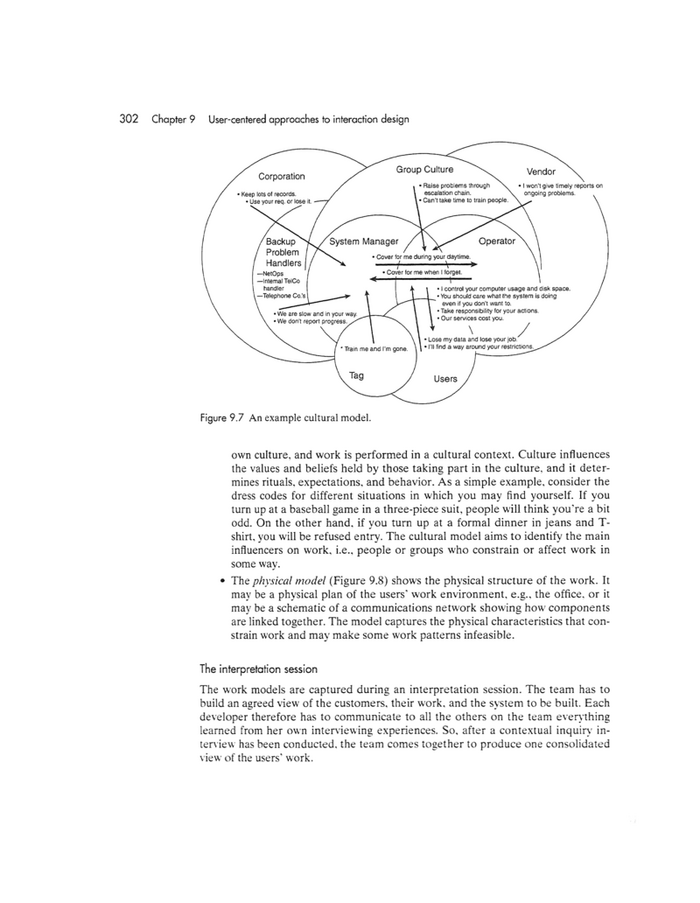 302 Chapter 9 User-centered approaches to interaction design
Corporation
• Keep lots of records.
• Use your req. or lose it.
Group Culture
• Raise problems through
escalation chain.
• Can't take time to train people.
Vendor
• I won't give timely reports on
ongoing problems.
Backup
Problem
Handlers
—NetOps
—Internal TelCo
handler
—Telephone Co.'s
System Manager
Operator
• Cover for me during your daytime.
• Cover for me when I forget.
• I control your computer usage and disk space.
• You should care what the system is doing
even if you don't want to.
• Take responsibility for your actions.
• Our services cost you.
• We are slow and in your way.
• We don't report progress.
• Lose my data and lose your job.
• I'll find a way around your restrictions.
• Train me and I'm gone.
Tag
Users
Figure 9.7 An example cultural model.
own culture, and work is performed in a cultural context. Culture influences
the values and beliefs held by those taking part in the culture, and it deter-
mines rituals, expectations, and behavior. As a simple example, consider the
dress codes for different situations in which you may find yourself. If you
turn up at a baseball game in a three-piece suit, people will think you're a bit
odd. On the other hand, if you turn up at a formal dinner in jeans and T-
shirt, you will be refused entry. The cultural model aims to identify the main
influencers on work, i.e., people or groups who constrain or affect work in
some way.
• The physical model (Figure 9.8) shows the physical structure of the work. It
may be a physical plan of the users' work environment, e.g., the office, or it
may be a schematic of a communications network showing how components
are linked together. The model captures the physical characteristics that con-
strain work and may make some work patterns infeasible.
The interpretation session
The work models are captured during an interpretation session. The team has to
build an agreed view of the customers, their work, and the system to be built. Each
developer therefore has to communicate to all the others on the team everything
learned from her own interviewing experiences. So, after a contextual inquiry in-
terview has been conducted, the team comes together to produce one consolidated
view of the users' work.